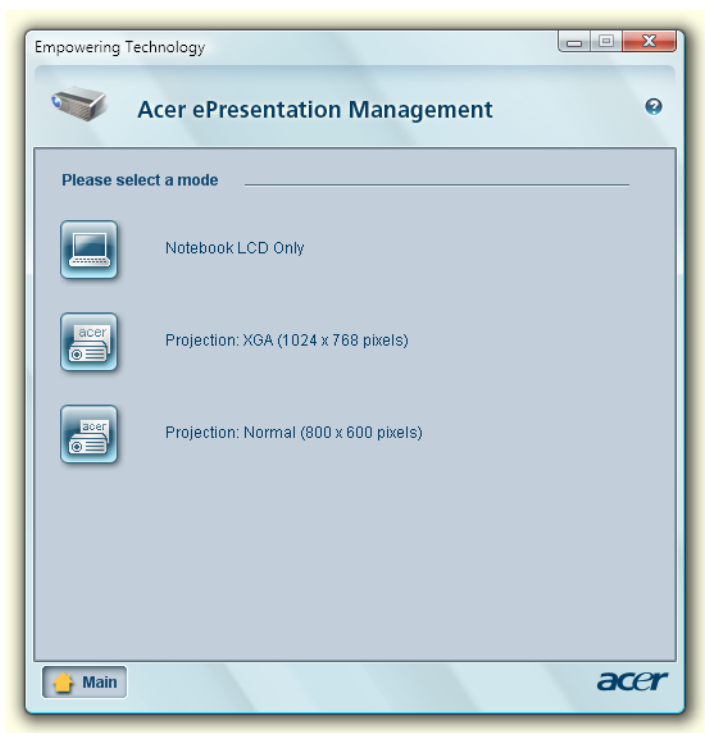 Empowering Technology
Acer ePresentation Management
Please select a mode
Notebook LCD Only
acer
Projection: XGA (1024 x 768 pixels)
acer
Projection: Normal (800 x 600 pixels)
Main
acer